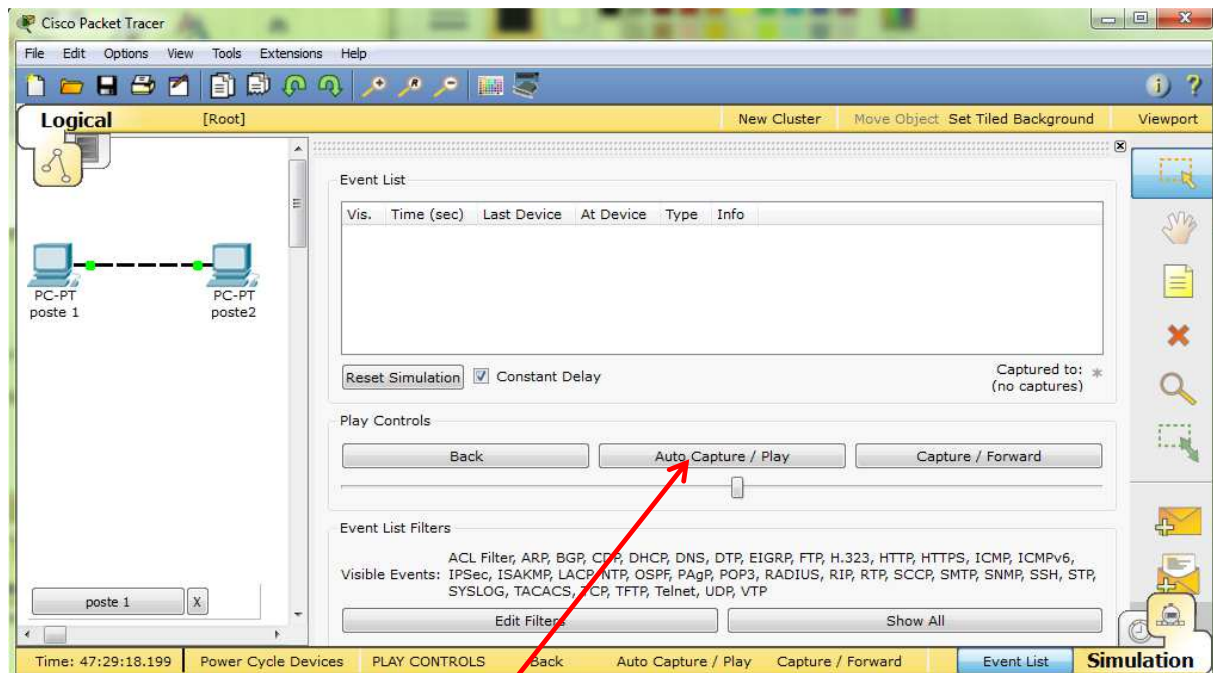 Cisco Packet Tracer
File Edit Options View Tools Extensions Help
Logical [Root] New Cluster Move Object Set Tiled Background Viewport
Event List
Vis. Time (sec) Last Device At Device Type Info
PC-PT
poste 1
PC-PT
poste2
Reset Simulation Constant Delay
Captured to: *
(no captures)
Play Controls
Back Auto Capture / Play Capture / Forward
Event List Filters
Visible Events: ACL Filter, ARP, BGP, CDP, DHCP, DNS, DTP, EIGRP, FTP, H.323, HTTP, HTTPS, ICMP, ICMPv6,
IPSec, ISAKMP, LACP, NTP, OSPF, PAgP, POP3, RADIUS, RIP, RTP, SCCP, SMTP, SNMP, SSH, STP,
SYSLOG, TACACS, TCP, TFTP, Telnet, UDP, VTP
poste 1 X
Edit Filters Show All
Time: 47:29:18.199 Power Cycle Devices PLAY CONTROLS Back Auto Capture / Play Capture / Forward Event List Simulation